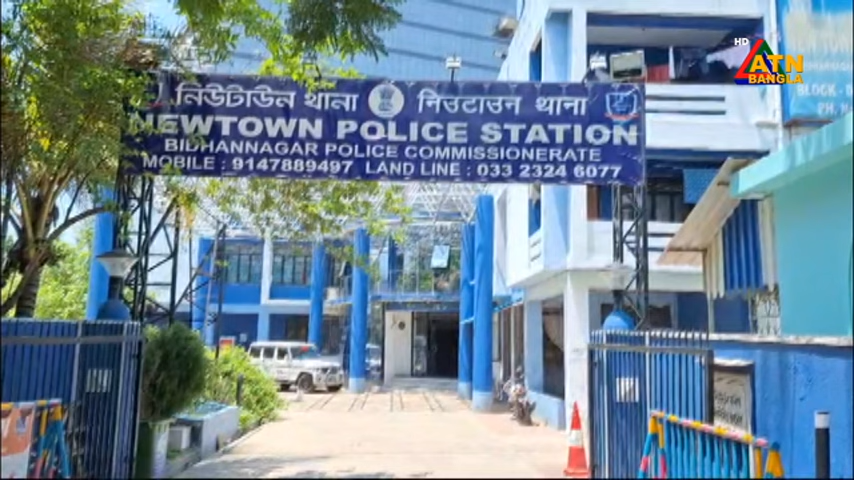 HD
ATN
BANGLA
নিউটাউন থানা নিউটাউন থানা
NEWTOWN POLICE STATION
BIDHANNAGAR POLICE COMMISSIONERATE
MOBILE : 9147889497 LAND LINE : 033 2324 6077